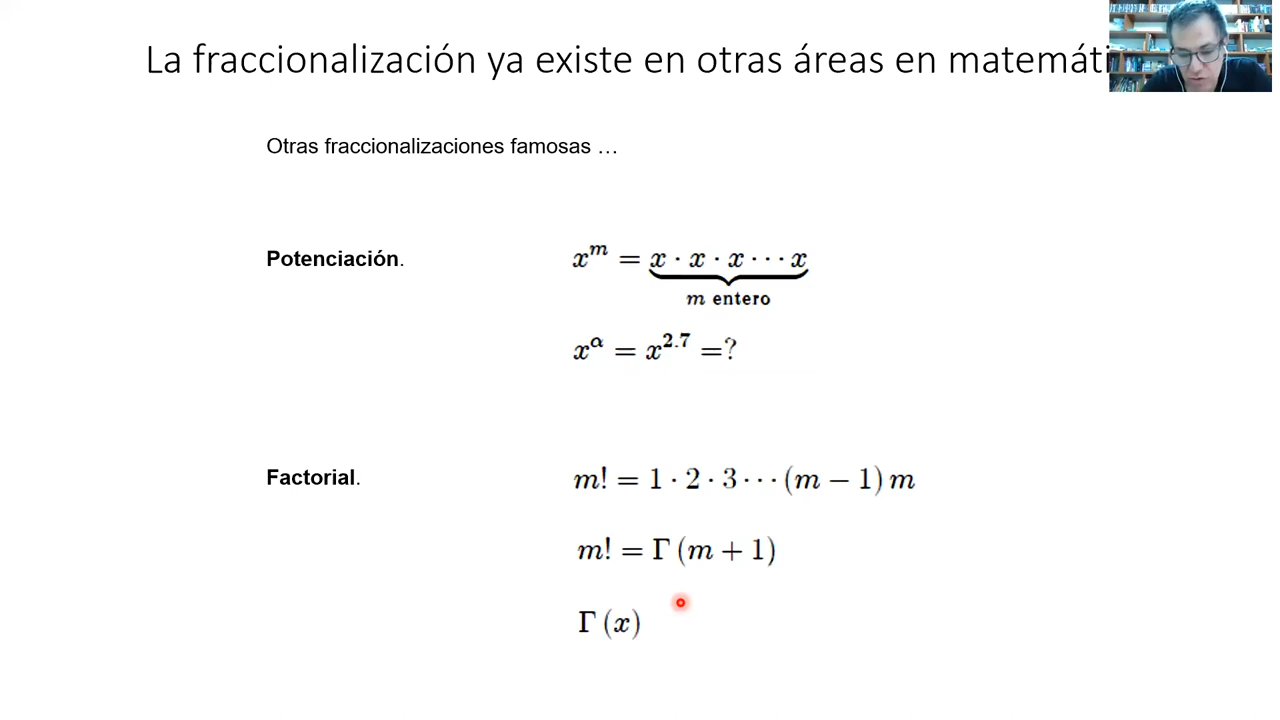 La fraccionalización ya existe en otras áreas en matemáti
Otras fraccionalizaciones famosas …
Potenciación. x^m = x · x · x · · · x
m entero
x^α = x^2.7 =?
Factorial. m! = 1 · 2 · 3 · · · (m − 1) m
m! = Γ (m + 1)
Γ (x)